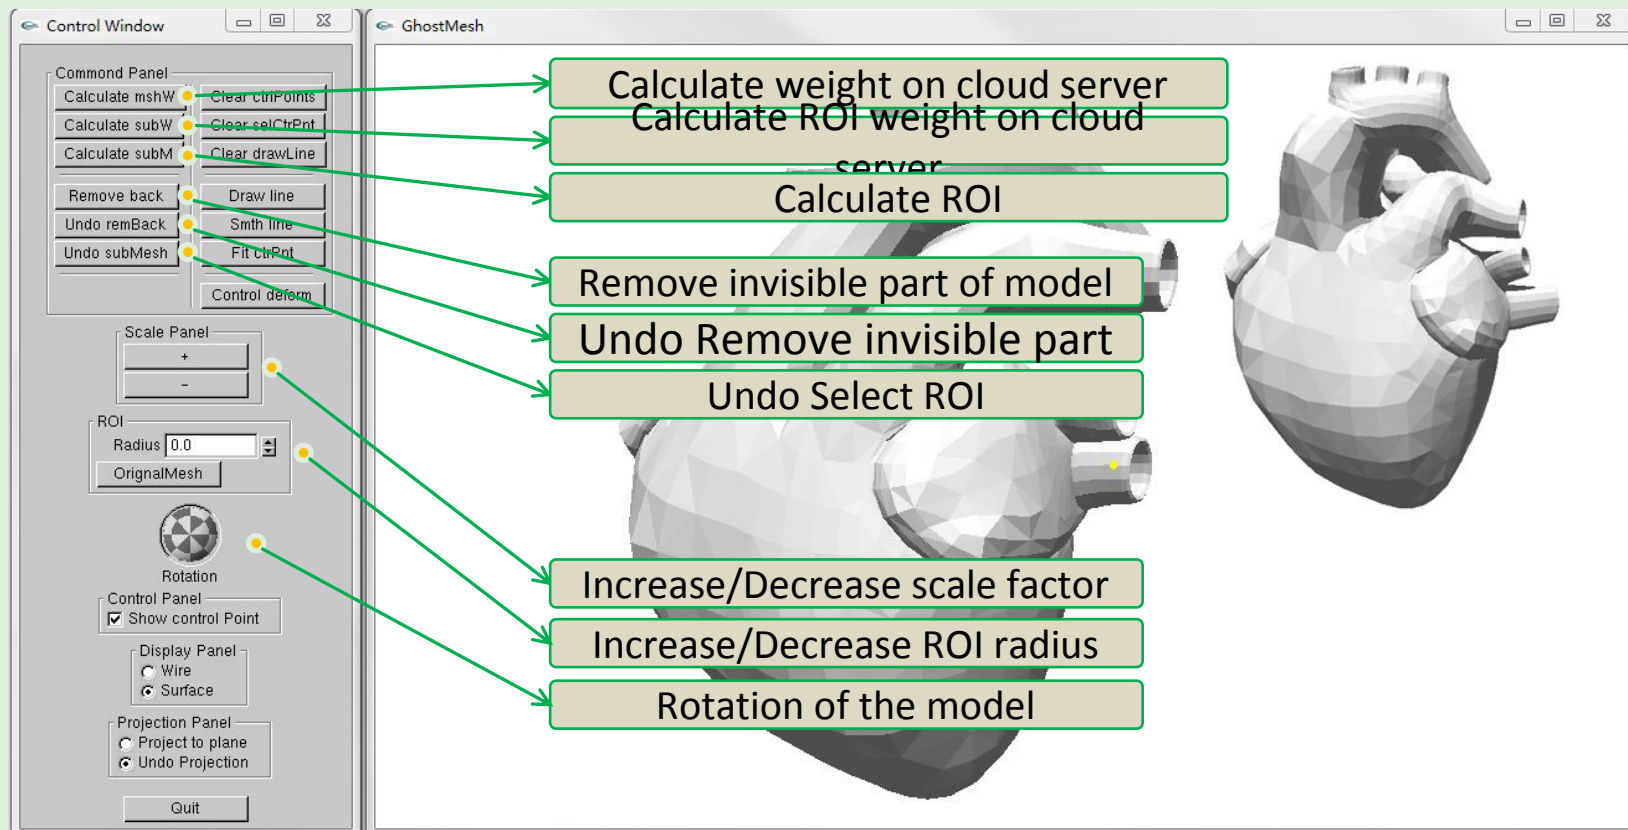 Control Window
Commond Panel
Calculate mshW
Clear ctrlPoints
Calculate subW
Clear selCtrPnt
Calculate subM
Clear drawLine
Remove back
Draw line
Undo remBack
Smth line
Undo subMesh
Fit ctrPnt
Control deform
Scale Panel
+
-
ROI
Radius 0.0
OrignalMesh
Rotation
Control Panel
Show control Point
Display Panel
Wire
Surface
Projection Panel
Project to plane
Undo Projection
Quit
GhostMesh
Calculate weight on cloud server
Calculate ROI weight on cloud
server
Calculate ROI
Remove invisible part of model
Undo Remove invisible part
Undo Select ROI
Increase/Decrease scale factor
Increase/Decrease ROI radius
Rotation of the model